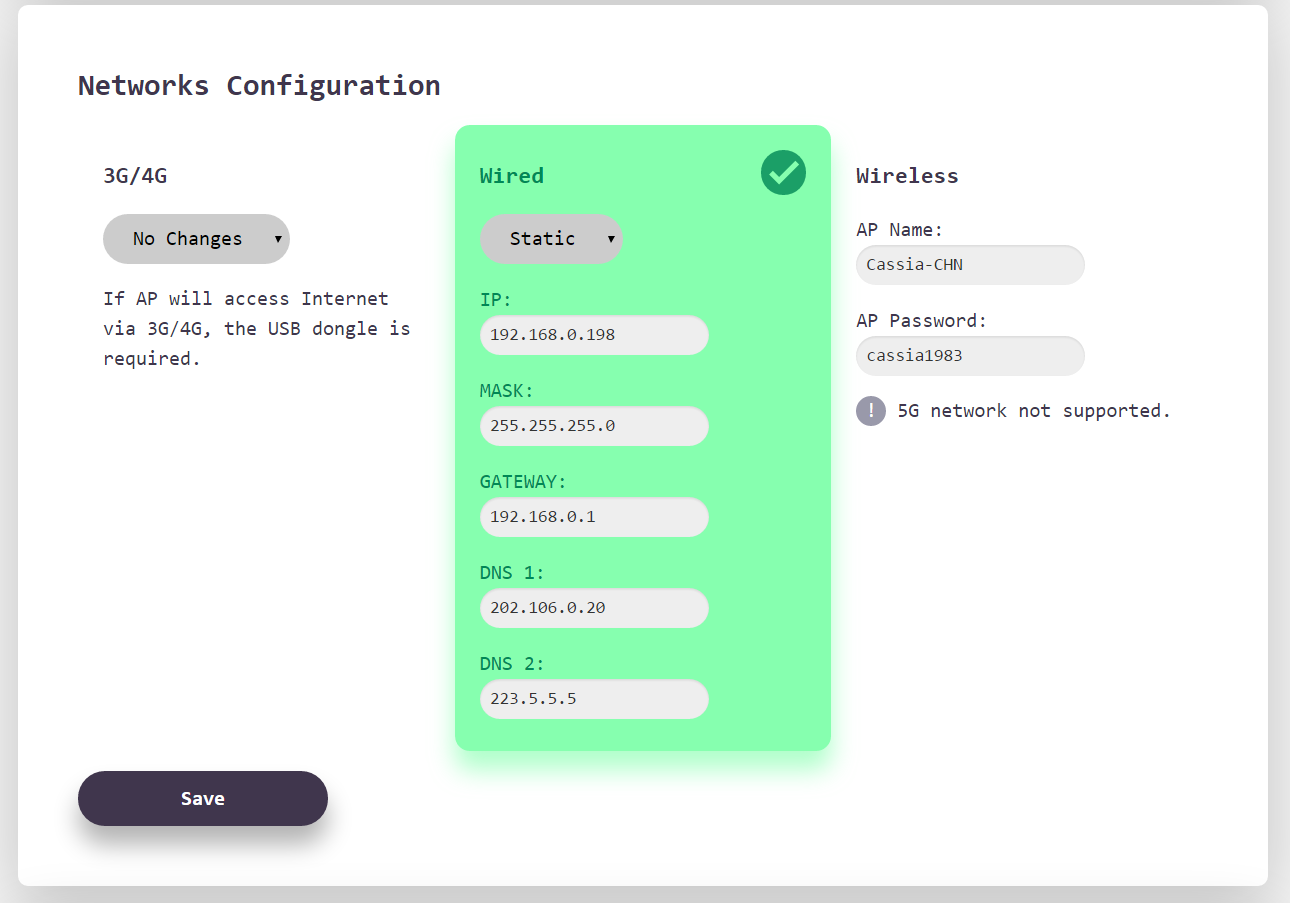 Networks Configuration
3G/4G
No Changes
If AP will access Internet
via 3G/4G, the USB dongle is
required.
Wired
Static
IP:
192.168.0.198
MASK:
255.255.255.0
GATEWAY:
192.168.0.1
DNS 1:
202.106.0.20
DNS 2:
223.5.5.5
Wireless
AP Name:
Cassia-CHN
AP Password:
cassia1983
! 5G network not supported.
Save